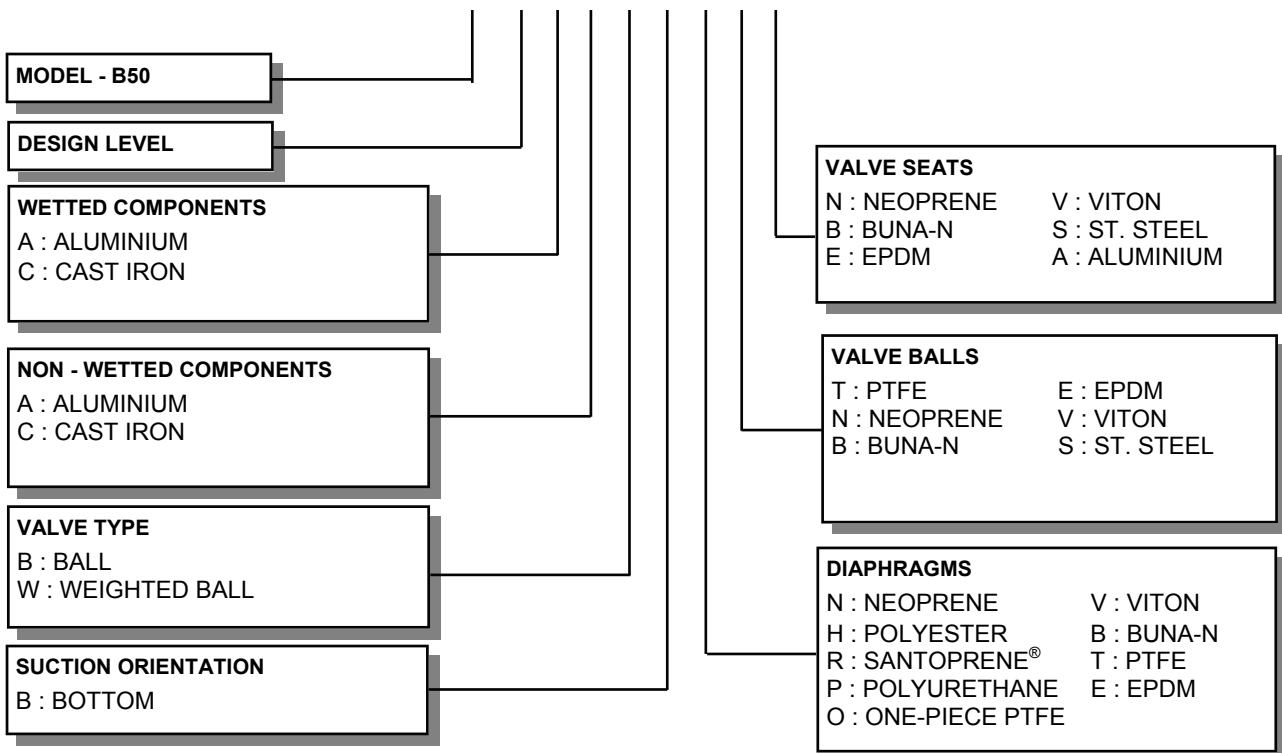 MODEL - B50
DESIGN LEVEL
WETTED COMPONENTS
A : ALUMINIUM
C : CAST IRON
NON - WETTED COMPONENTS
A : ALUMINIUM
C : CAST IRON
VALVE TYPE
B : BALL
W : WEIGHTED BALL
SUCTION ORIENTATION
B : BOTTOM
VALVE SEATS
N : NEOPRENE V : VITON
B : BUNA-N S : ST. STEEL
E : EPDM A : ALUMINIUM
VALVE BALLS
T : PTFE E : EPDM
N : NEOPRENE V : VITON
B : BUNA-N S : ST. STEEL
DIAPHRAGMS
N : NEOPRENE V : VITON
H : POLYESTER B : BUNA-N
R : SANTOPRENE® T : PTFE
P : POLYURETHANE E : EPDM
O : ONE-PIECE PTFE